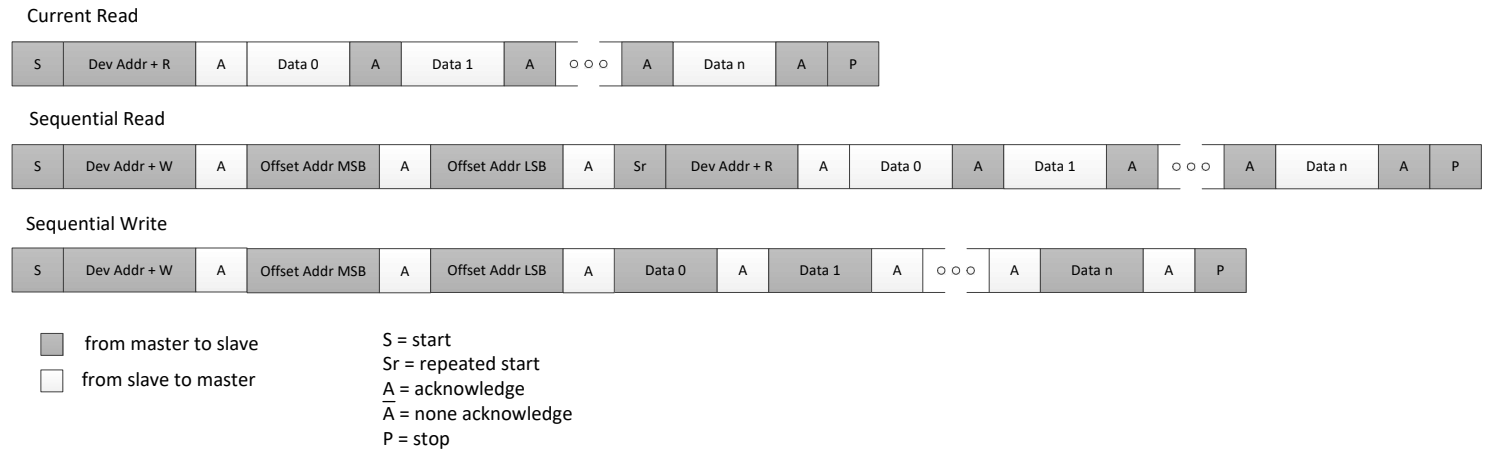 Current Read
S Dev Addr + R A Data 0 A Data 1 A ○ ○ ○ A Data n A P
Sequential Read
S Dev Addr + W A Offset Addr MSB A Offset Addr LSB A Sr Dev Addr + R A Data 0 A Data 1 A ○ ○ ○ A Data n A P
Sequential Write
S Dev Addr + W A Offset Addr MSB A Offset Addr LSB A Data 0 A Data 1 A ○ ○ ○ A Data n A P
from master to slave
from slave to master
S = start
Sr = repeated start
A = acknowledge
A̅ = none acknowledge
P = stop